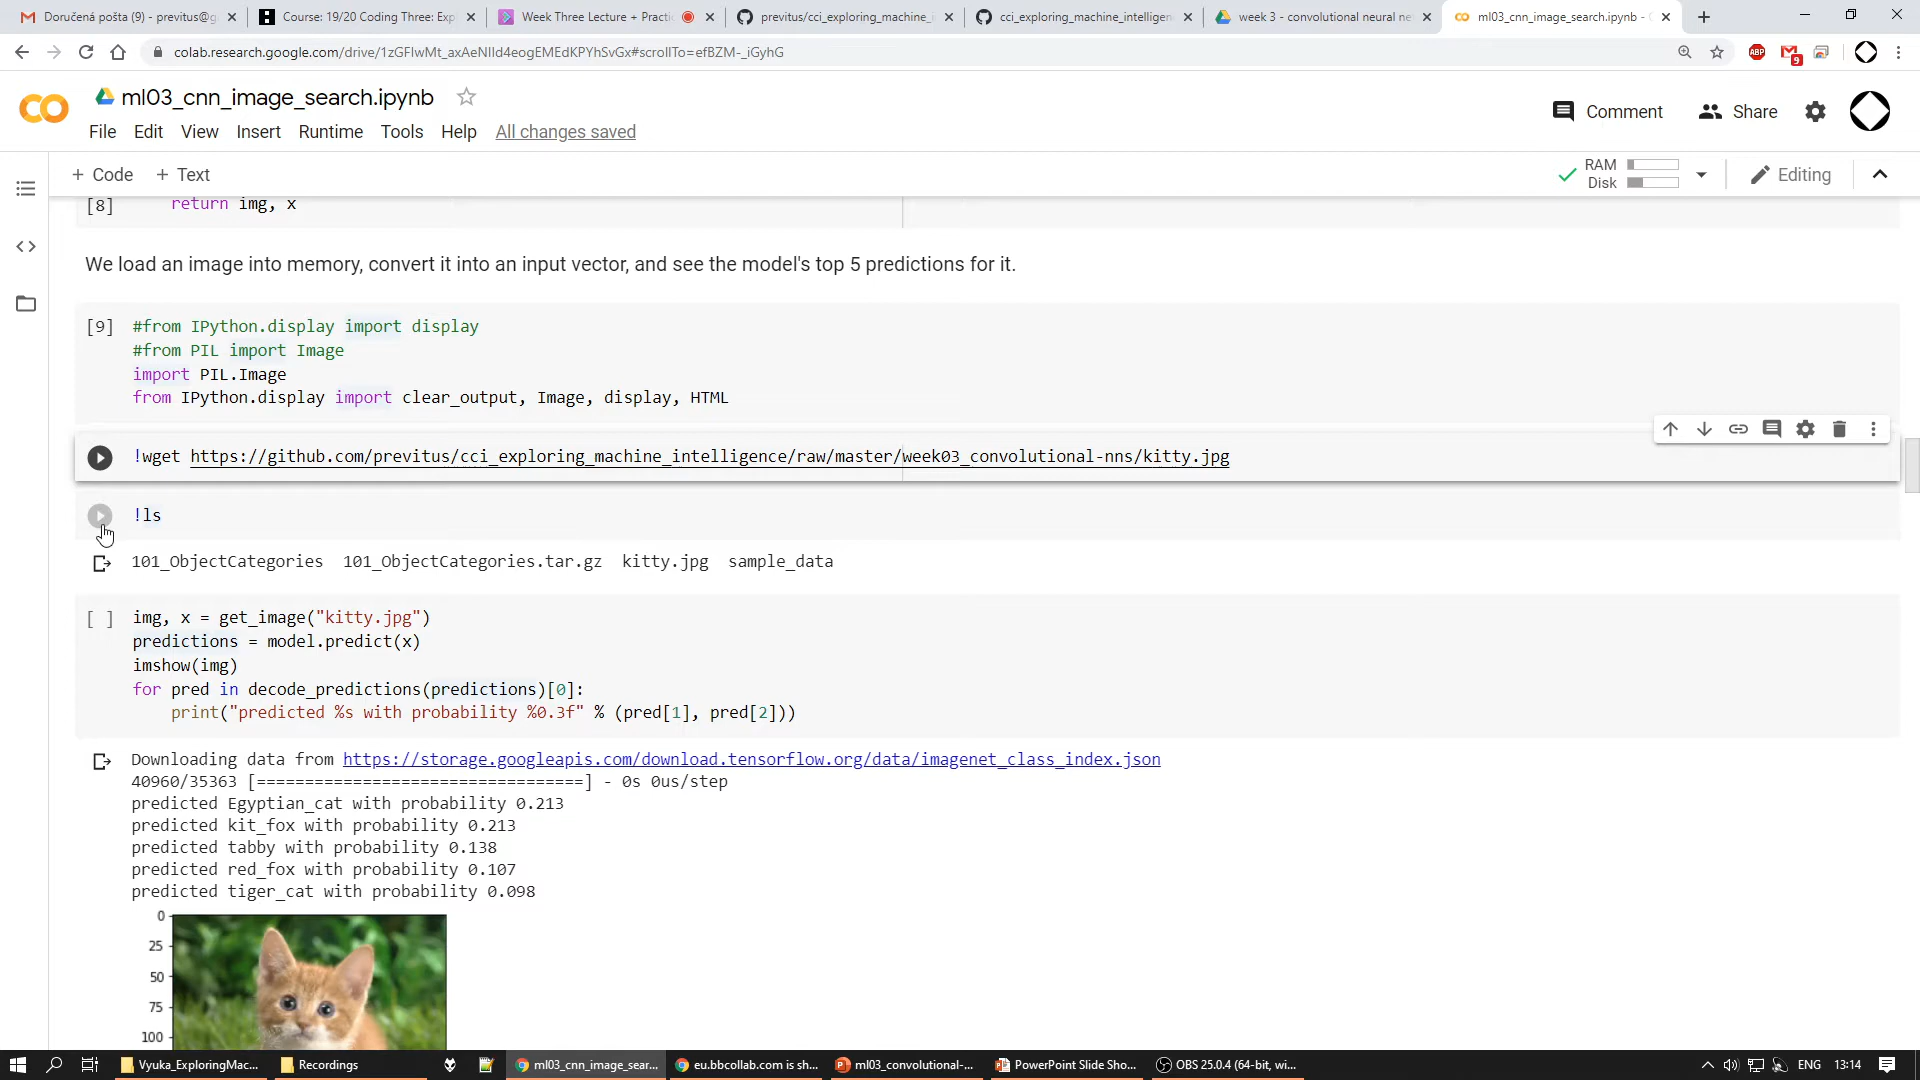 Doručená pošta (9) - previtus@g
Course: 19/20 Coding Three: Exp
Week Three Lecture + Practi
previtus/cci_exploring_machine_i
cci_exploring_machine_intelligen
week 3 - convolutional neural ne
ml03_cnn_image_search.ipynb -
colab.research.google.com/drive/1zGFIwMt_axAeNIId4eogEMEdKPYhSvGx#scrollTo=efBZM-_iGyhG
ABP
9
ml03_cnn_image_search.ipynb
Comment
Share
File Edit View Insert Runtime Tools Help All changes saved
+ Code + Text
RAM
Disk
Editing
[8] return img, x
We load an image into memory, convert it into an input vector, and see the model's top 5 predictions for it.
[9] #from IPython.display import display
#from PIL import Image
import PIL.Image
from IPython.display import clear_output, Image, display, HTML
!wget https://github.com/previtus/cci_exploring_machine_intelligence/raw/master/week03_convolutional-nns/kitty.jpg
!ls
101_ObjectCategories 101_ObjectCategories.tar.gz kitty.jpg sample_data
[ ] img, x = get_image("kitty.jpg")
predictions = model.predict(x)
imshow(img)
for pred in decode_predictions(predictions)[0]:
print("predicted %s with probability %0.3f" % (pred[1], pred[2]))
Downloading data from https://storage.googleapis.com/download.tensorflow.org/data/imagenet_class_index.json
40960/35363 [==================================] - 0s 0us/step
predicted Egyptian_cat with probability 0.213
predicted kit_fox with probability 0.213
predicted tabby with probability 0.138
predicted red_fox with probability 0.107
predicted tiger_cat with probability 0.098
0
25
50
75
100
Vyuka_ExploringMac...
Recordings
ml03_cnn_image_sear...
eu.bbcollab.com is sh...
ml03_convolutional-...
PowerPoint Slide Sho...
OBS 25.0.4 (64-bit, wi...
ENG
13:14